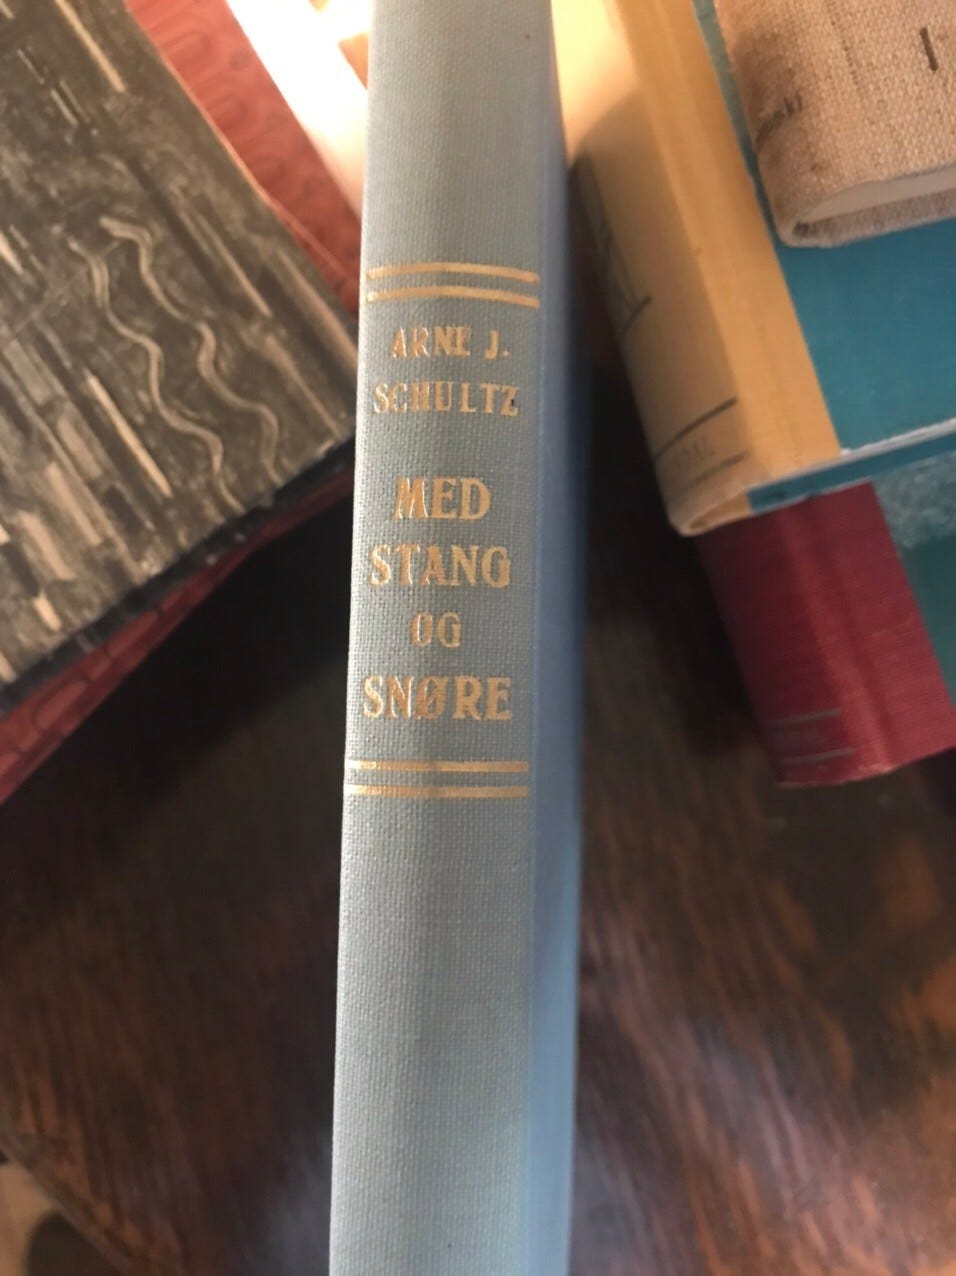 ARNE J.
SCHULTZ
MED
STANG
OG
SNØRE